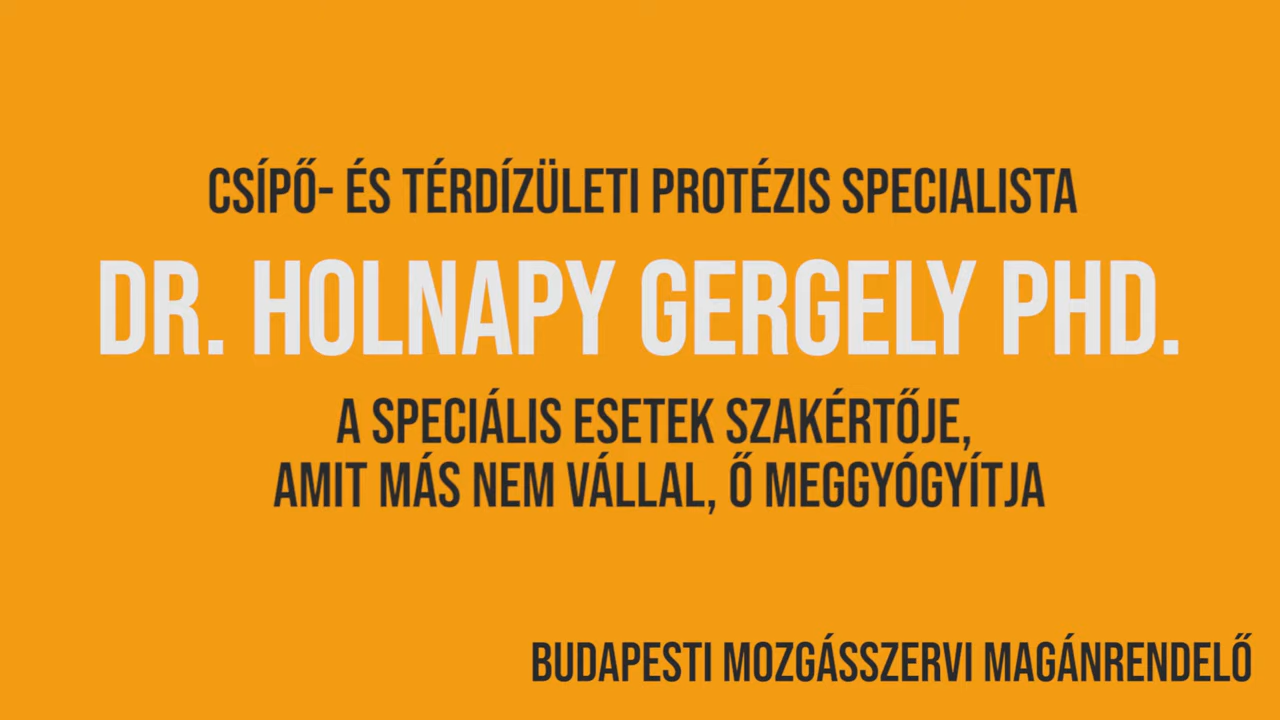 CSÍPŐ- ÉS TÉRDÍZÜLETI PROTÉZIS SPECIALISTA
DR. HOLNAPY GERGELY PHD.
A SPECIÁLIS ESETEK SZAKÉRTŐJE,
AMIT MÁS NEM VÁLLAL, Ő MEGGYÓGYÍTJA
BUDAPESTI MOZGÁSSZERVI MAGÁNRENDELŐ